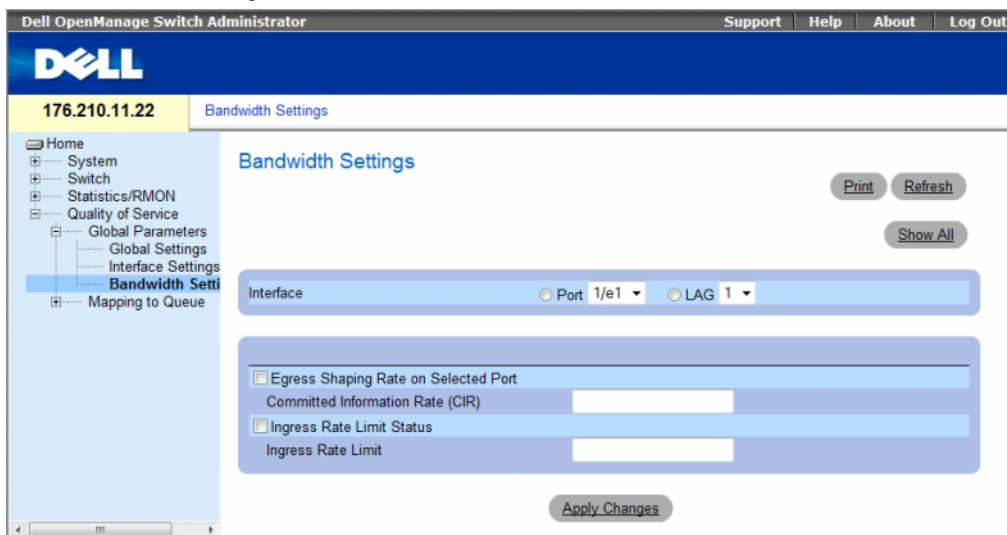 Dell OpenManage Switch Administrator Support Help About Log Out
DELL
176.210.11.22 Bandwidth Settings
Home
System
Switch
Statistics/RMON
Quality of Service
Global Parameters
Global Settings
Interface Settings
Bandwidth Setti
Mapping to Queue
Bandwidth Settings
Print Refresh
Show All
Interface Port 1/e1 LAG 1
Egress Shaping Rate on Selected Port
Committed Information Rate (CIR)
Ingress Rate Limit Status
Ingress Rate Limit
Apply Changes